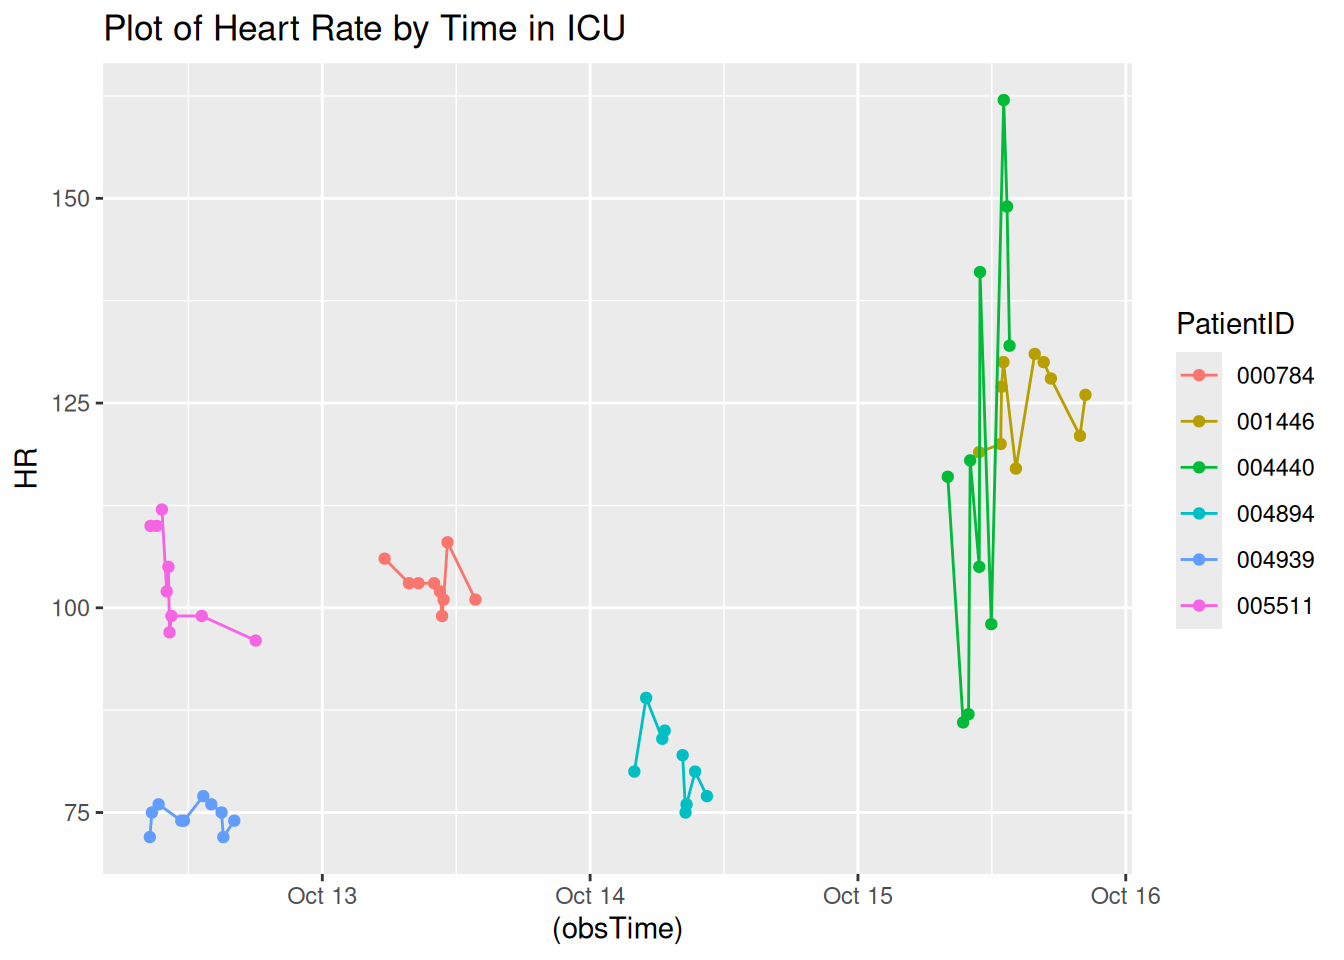 Plot of Heart Rate by Time in ICU
HR
150
125
100
75
Oct 13
Oct 14
Oct 15
Oct 16
(obsTime)
PatientID
000784
001446
004440
004894
004939
005511